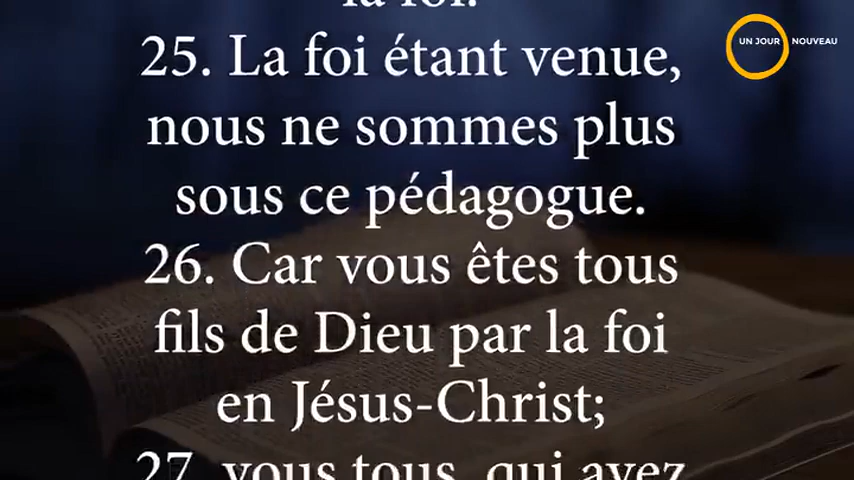 la foi.
UN JOUR NOUVEAU
25. La foi étant venue,
nous ne sommes plus
sous ce pédagogue.
26. Car vous êtes tous
fils de Dieu par la foi
en Jésus-Christ;
27. vous tous, qui avez